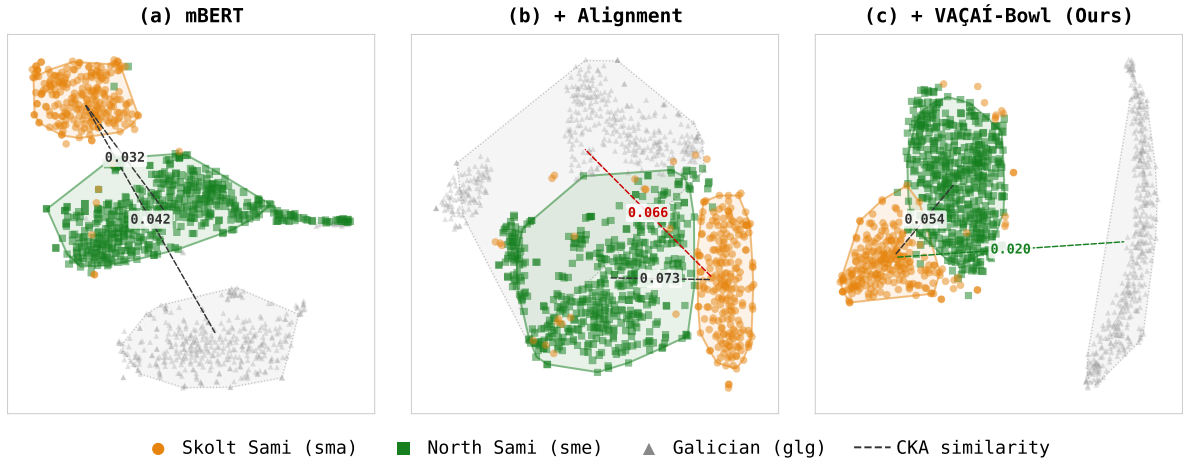 (a) mBERT
(b) + Alignment
(c) + VAÇAÍ-Bowl (Ours)
0.032
0.042
0.066
0.073
0.054
0.020
Skolt Sami (sma)
North Sami (sme)
Galician (glg)
CKA similarity